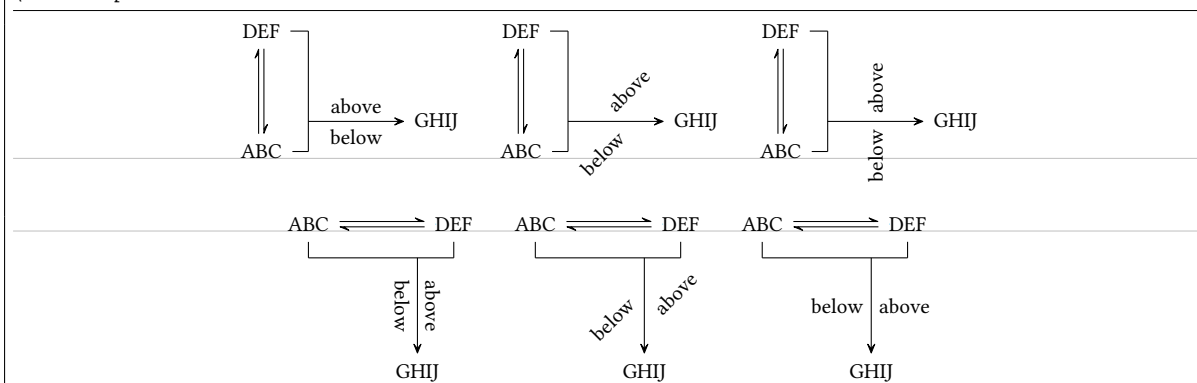 DEF DEF DEF
above above above
GHIJ GHIJ GHIJ
below below below
ABC ABC ABC
ABC DEF ABC DEF ABC DEF
below above below above below above
GHIJ GHIJ GHIJ